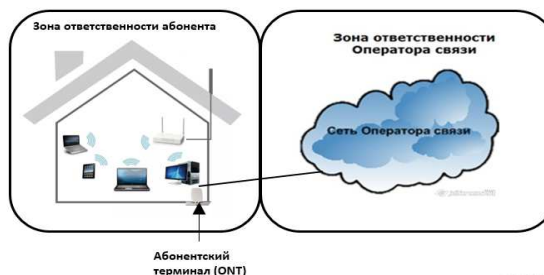 Зона ответственности абонента
Зона ответственности
Оператора связи
Сеть Оператора связи
Абонентский
терминал (ONT)